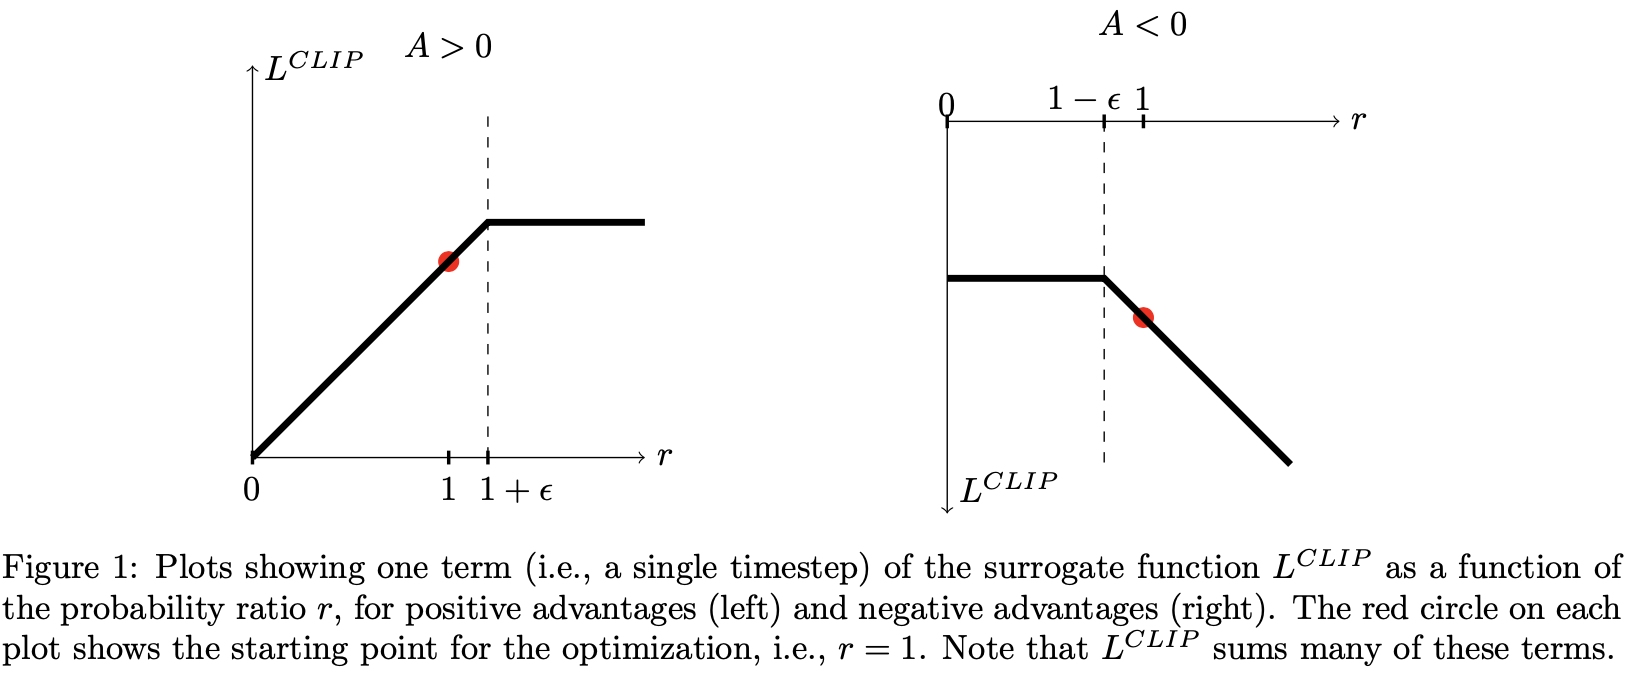 A > 0
L^{CLIP}
r
0 1 1 + ϵ
A < 0
0 1 − ϵ 1
r
L^{CLIP}
Figure 1: Plots showing one term (i.e., a single timestep) of the surrogate function L^{CLIP} as a function of
the probability ratio r, for positive advantages (left) and negative advantages (right). The red circle on each
plot shows the starting point for the optimization, i.e., r = 1. Note that L^{CLIP} sums many of these terms.